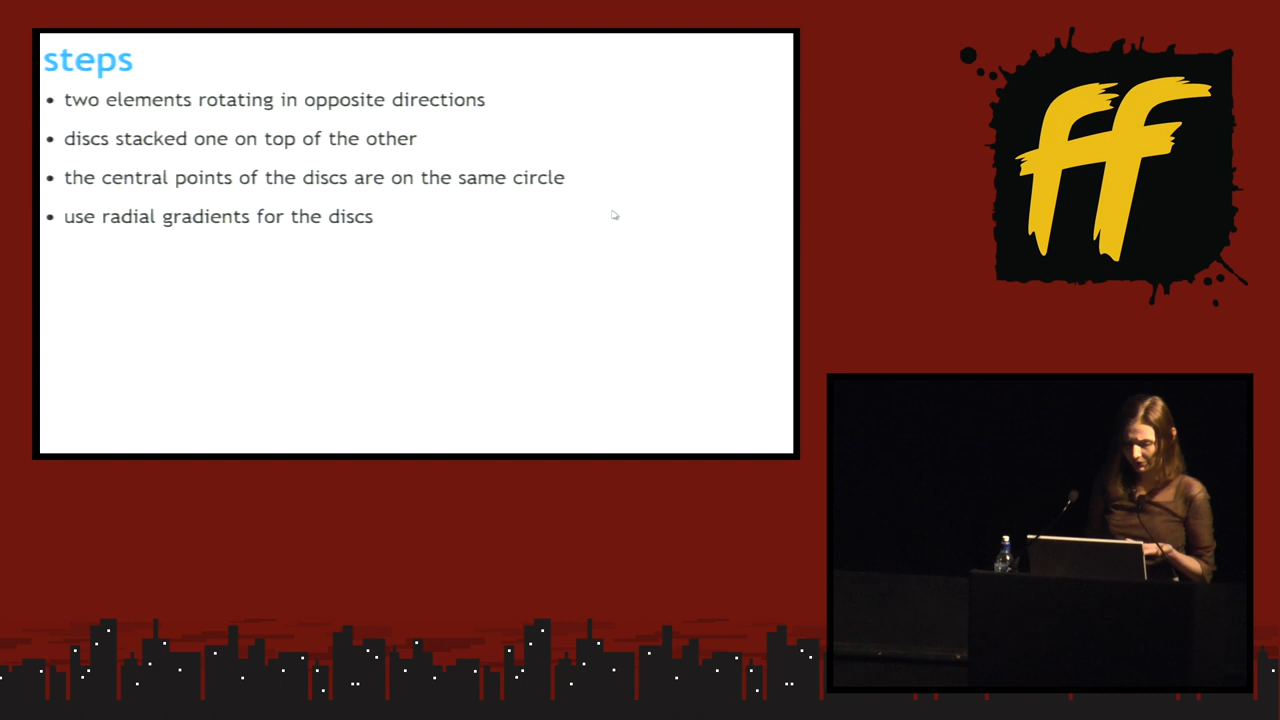 steps
• two elements rotating in opposite directions
• discs stacked one on top of the other
• the central points of the discs are on the same circle
• use radial gradients for the discs
ff